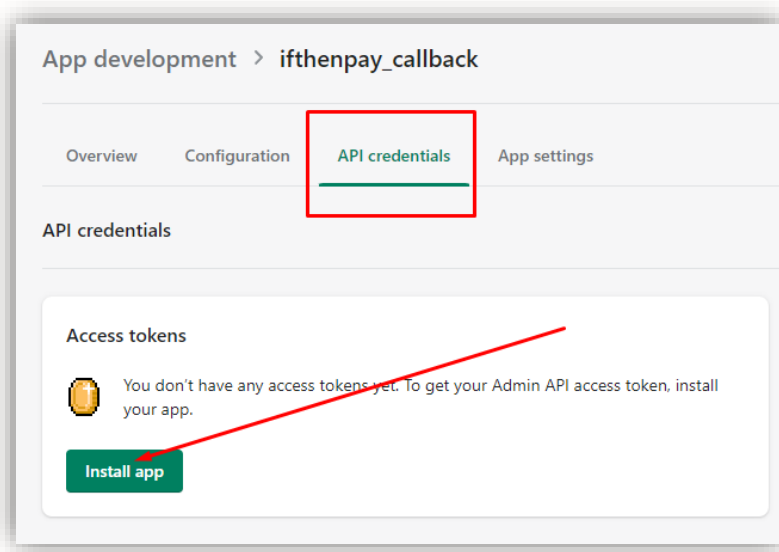 App development > ifthenpay_callback
Overview Configuration API credentials App settings
API credentials
Access tokens
You don't have any access tokens yet. To get your Admin API access token, install
your app.
Install app